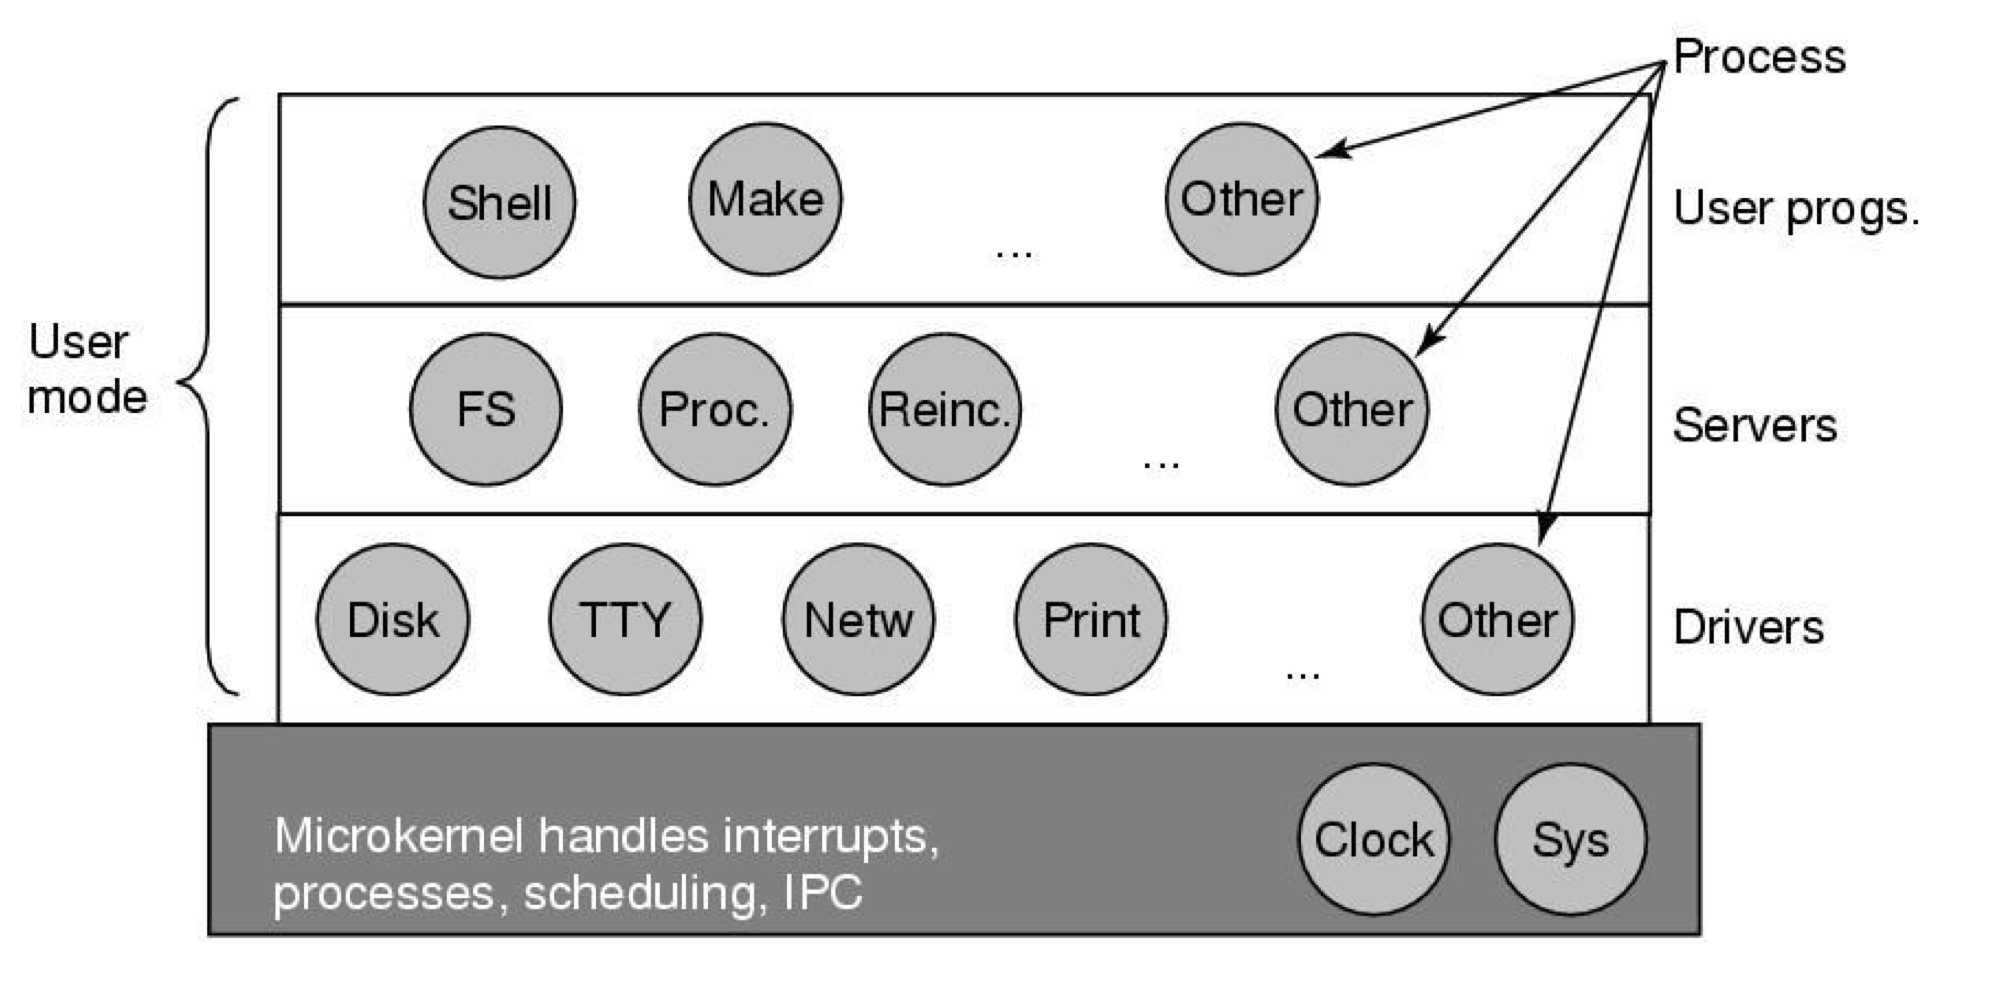 Process
Shell
Make
...
Other
User progs.
User
mode
FS
Proc.
Reinc.
...
Other
Servers
Disk
TTY
Netw
Print
...
Other
Drivers
Microkernel handles interrupts,
processes, scheduling, IPC
Clock
Sys